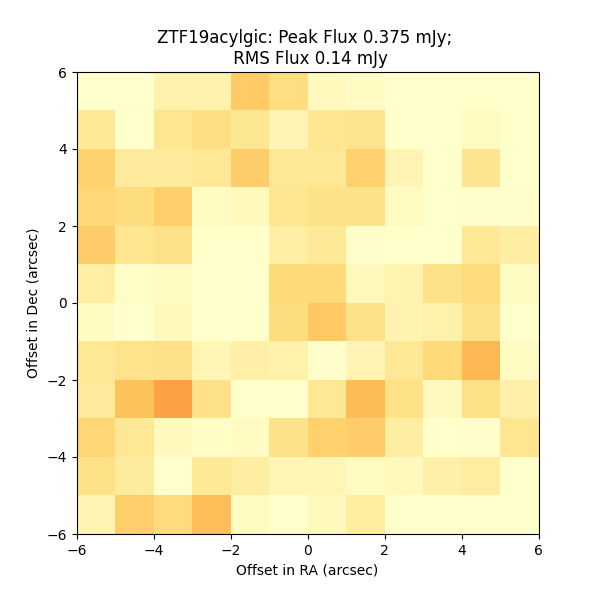 ZTF19acylgic: Peak Flux 0.375 mJy;
RMS Flux 0.14 mJy
6
4
2
0
−2
−4
−6
Offset in Dec (arcsec)
−6 −4 −2 0 2 4 6
Offset in RA (arcsec)